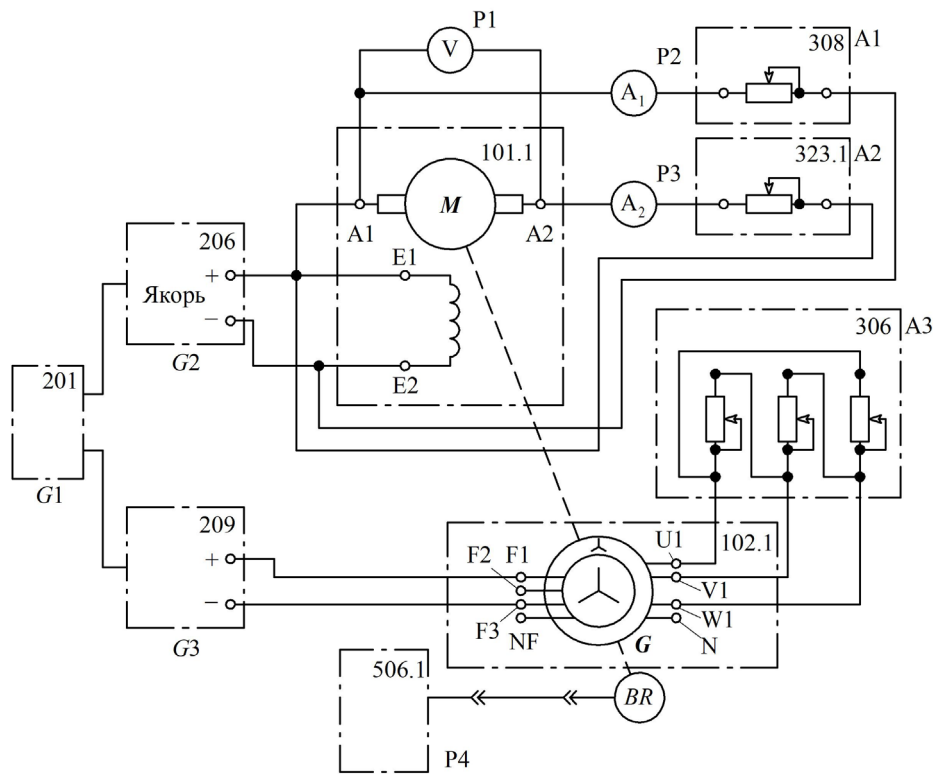 P1
V
P2
A₁
308
A1
101.1
M
A1
A2
P3
A₂
323.1
A2
206
+
Якорь
−
G2
E1
E2
306
A3
201
G1
209
+
−
G3
F2
F1
F3
NF
U1
102.1
V1
W1
N
G
506.1
BR
P4